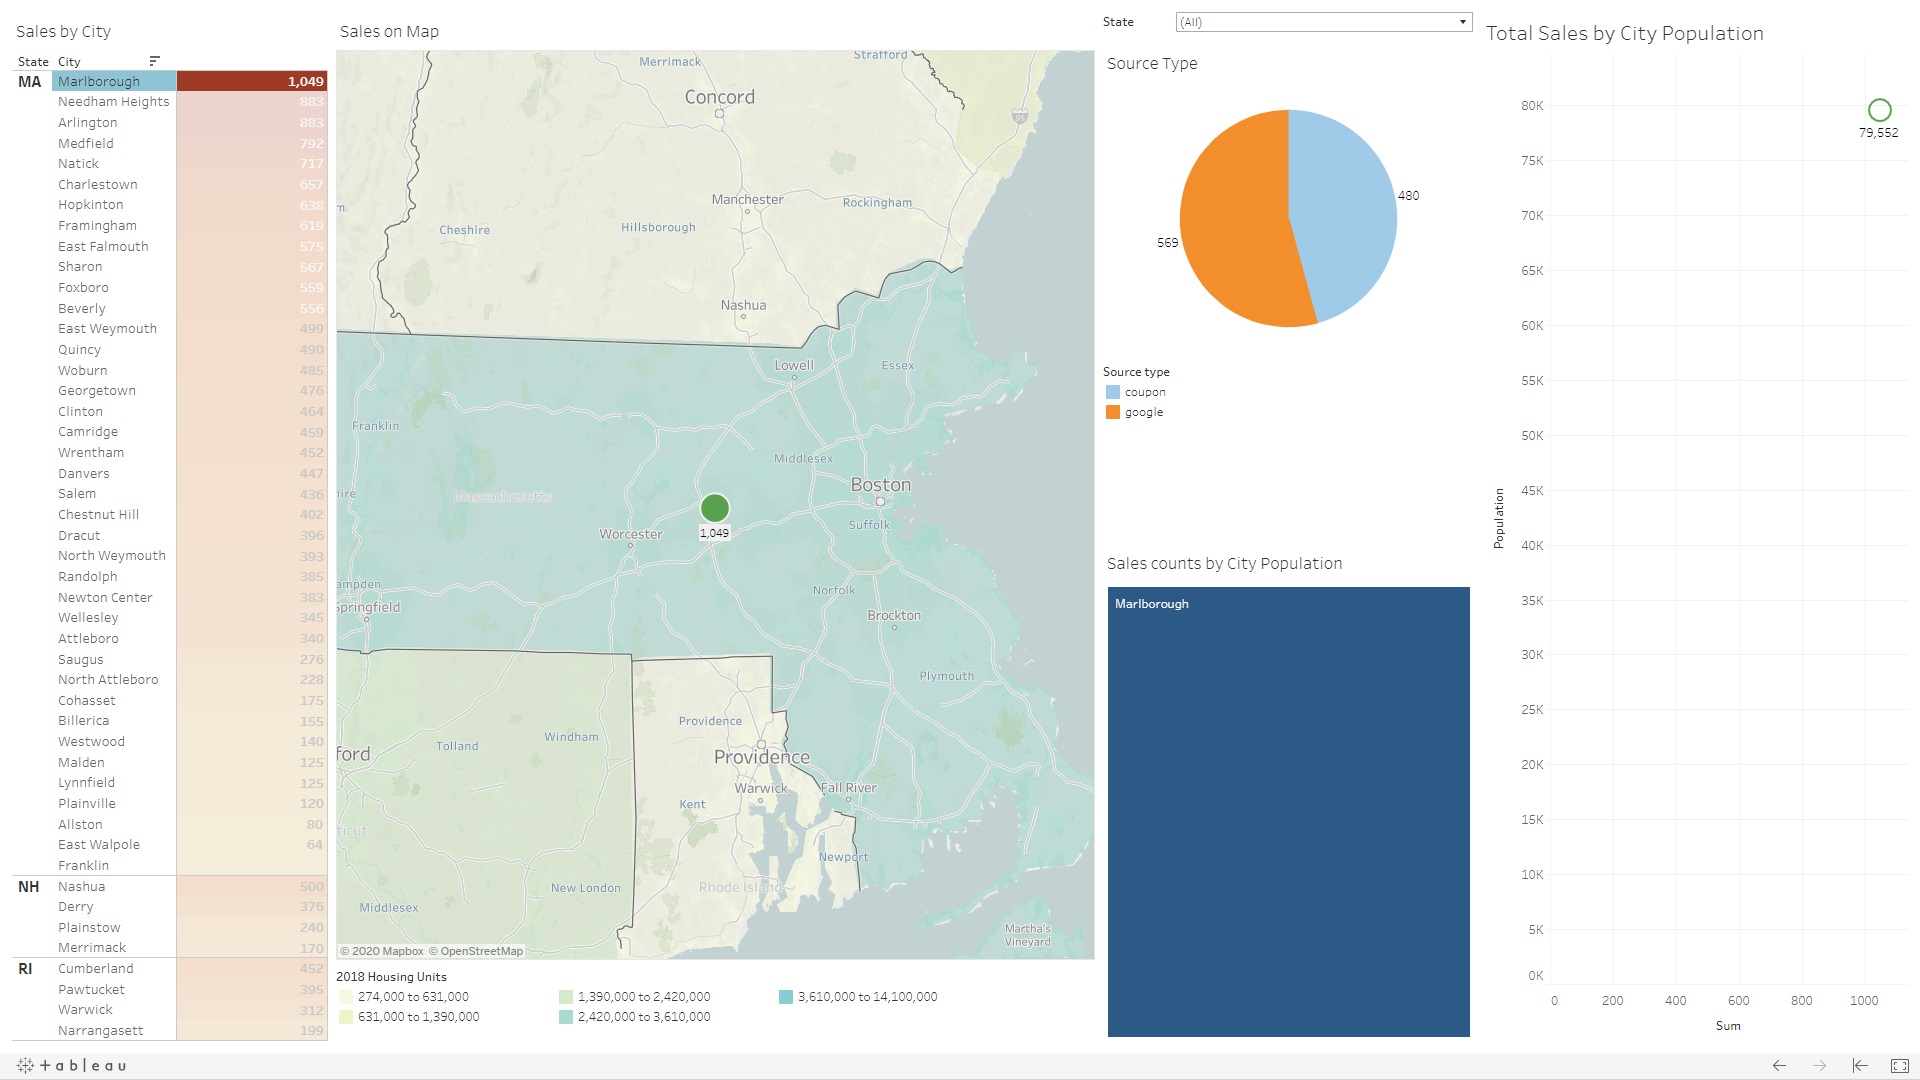 Sales by City
State City
MA Marlborough 1,049
Needham Heights 883
Arlington 883
Medfield 792
Natick 717
Charlestown 657
Hopkinton 638
Framingham 619
East Falmouth 575
Sharon 567
Foxboro 559
Beverly 556
East Weymouth 499
Quincy 490
Woburn 485
Georgetown 476
Clinton 464
Camridge 459
Wrentham 452
Danvers 447
Salem 436
Chestnut Hill 402
Dracut 396
North Weymouth 393
Randolph 385
Newton Center 383
Wellesley 345
Attleboro 340
Saugus 276
North Attleboro 228
Cohasset 175
Billerica 155
Westwood 140
Malden 125
Lynnfield 125
Plainville 120
Allston 80
East Walpole 64
Franklin
NH Nashua 500
Derry 376
Plainstow 240
Merrimack 170
RI Cumberland 452
Pawtucket 395
Warwick 312
Narrangasett 199
Sales on Map
Strafford
Merrimack
Concord
95
Manchester
Rockingham
m
Cheshire
Hillsborough
Nashua
Lowell
Essex
Franklin
Middlesex
Boston
ire
Massachusetts
Suffolk
Worcester
1,049
ampden
Norfolk
Springfield
Brockton
Plymouth
Providence
Windham
Tolland
ford
Providence
Warwick
Fall River
Kent
ticut
Newport
New London
Rhode Island
Middlesex
Martha's
Vineyard
© 2020 Mapbox © OpenStreetMap
2018 Housing Units
274,000 to 631,000
1,390,000 to 2,420,000
3,610,000 to 14,100,000
631,000 to 1,390,000
2,420,000 to 3,610,000
State
(All)
Source Type
480
569
Source type
coupon
google
Sales counts by City Population
Marlborough
Total Sales by City Population
80K
79,552
75K
70K
65K
60K
55K
50K
45K
40K
35K
30K
25K
20K
15K
10K
5K
0K
Population
0 200 400 600 800 1000
Sum
+ableau